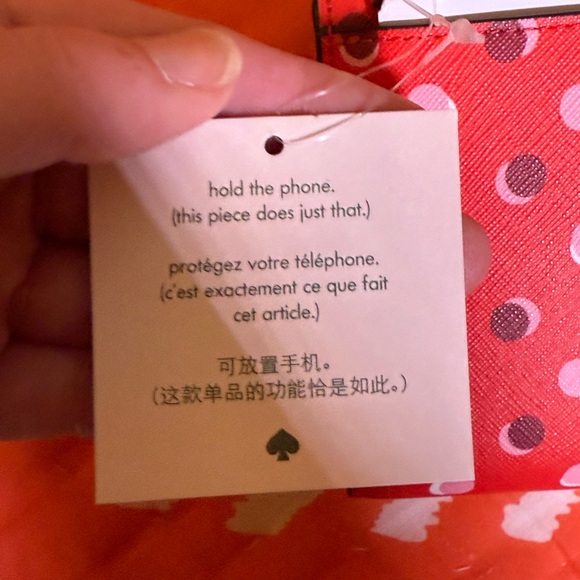 hold the phone.
(this piece does just that.)
protégez votre téléphone.
(c'est exactement ce que fait
cet article.)
可放置手机。
（这款单品的功能恰是如此。）